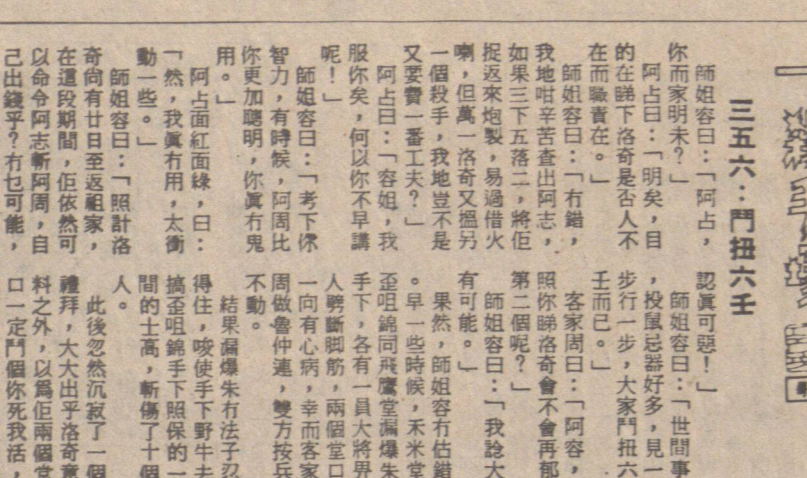 三五六：鬥扭六壬
師姐容曰：「阿占，
你而家明未？」
阿占曰：「明矣，目
的在睇下洛奇是否人不
在而職責在。」
師姐容曰：「冇錯，
我地咁辛苦查出阿志，
如果三下五落二，將佢
捉返來炮製，易過借火
喇，但萬一洛奇又搵另
一個殺手，我地豈不是
又要費一番工夫？」
阿占曰：「容姐，我
服你矣，何以你不早講
呢！」
師姐容曰：「考下你
智力，有時候，阿周比
你更加聰明，你眞冇鬼
用。」
阿占面紅面綠，曰：
「然，我眞冇用，太衝
動一些。」
師姐容曰：「照計洛
奇尚有廿日至返祖家，
在這段期間，佢依然可
以命令阿志斬阿周，自
己出錢乎？冇乜可能，
認眞可惡！」
師姐容曰：「世間事
，投鼠忌器好多，見一
步行一步，大家鬥扭六
壬而已。」
客家周曰：「阿容，
照你睇洛奇會不會再郁
第二個呢？」
師姐容曰：「我諗大
有可能。」
果然，師姐容冇估錯
。早一些時候，禾米堂
歪咀錦同飛鷹堂漏爆朱
手下，各有一員大將畀
人劈斷脚筋，兩個堂口
一向有心病，幸而客家
周做魯仲連，雙方按兵
不動。
結果漏爆朱冇法子忍
得住，唆使手下野牛去
搞歪咀錦手下照保的一
間的士高，斬傷了十個
人。
此後忽然沉寂了一個
禮拜，大大出乎洛奇意
料之外，以爲佢兩個堂
口一定鬥個你死我活，